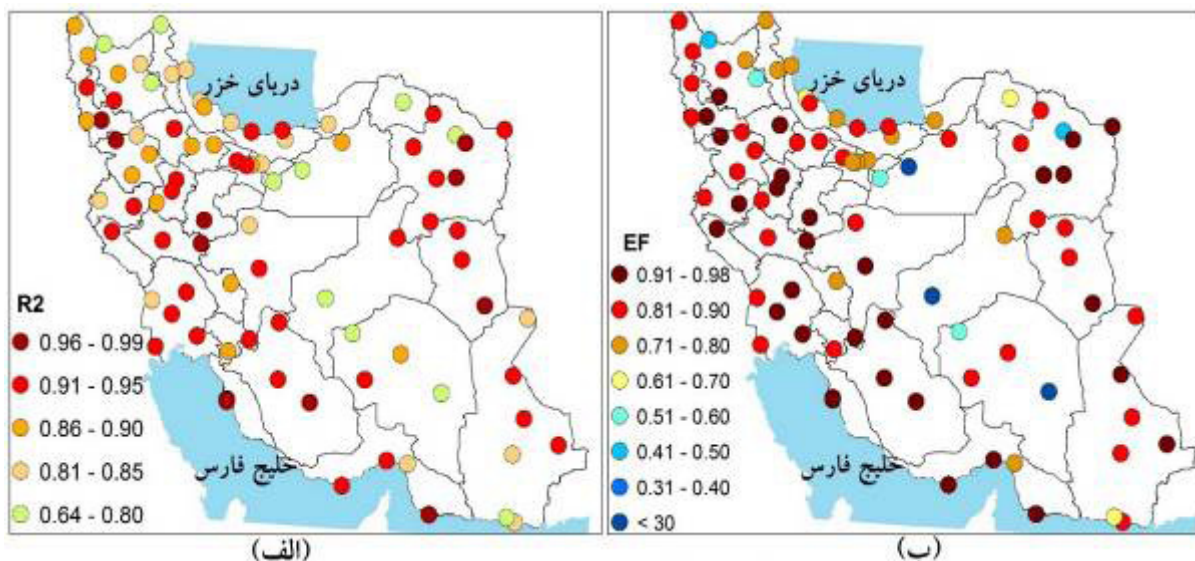 دریای خزر
خلیج فارس
R2
0.96 - 0.99
0.91 - 0.95
0.86 - 0.90
0.81 - 0.85
0.64 - 0.80
(الف)
دریای خزر
خلیج فارس
EF
0.91 - 0.98
0.81 - 0.90
0.71 - 0.80
0.61 - 0.70
0.51 - 0.60
0.41 - 0.50
0.31 - 0.40
< 30
(ب)